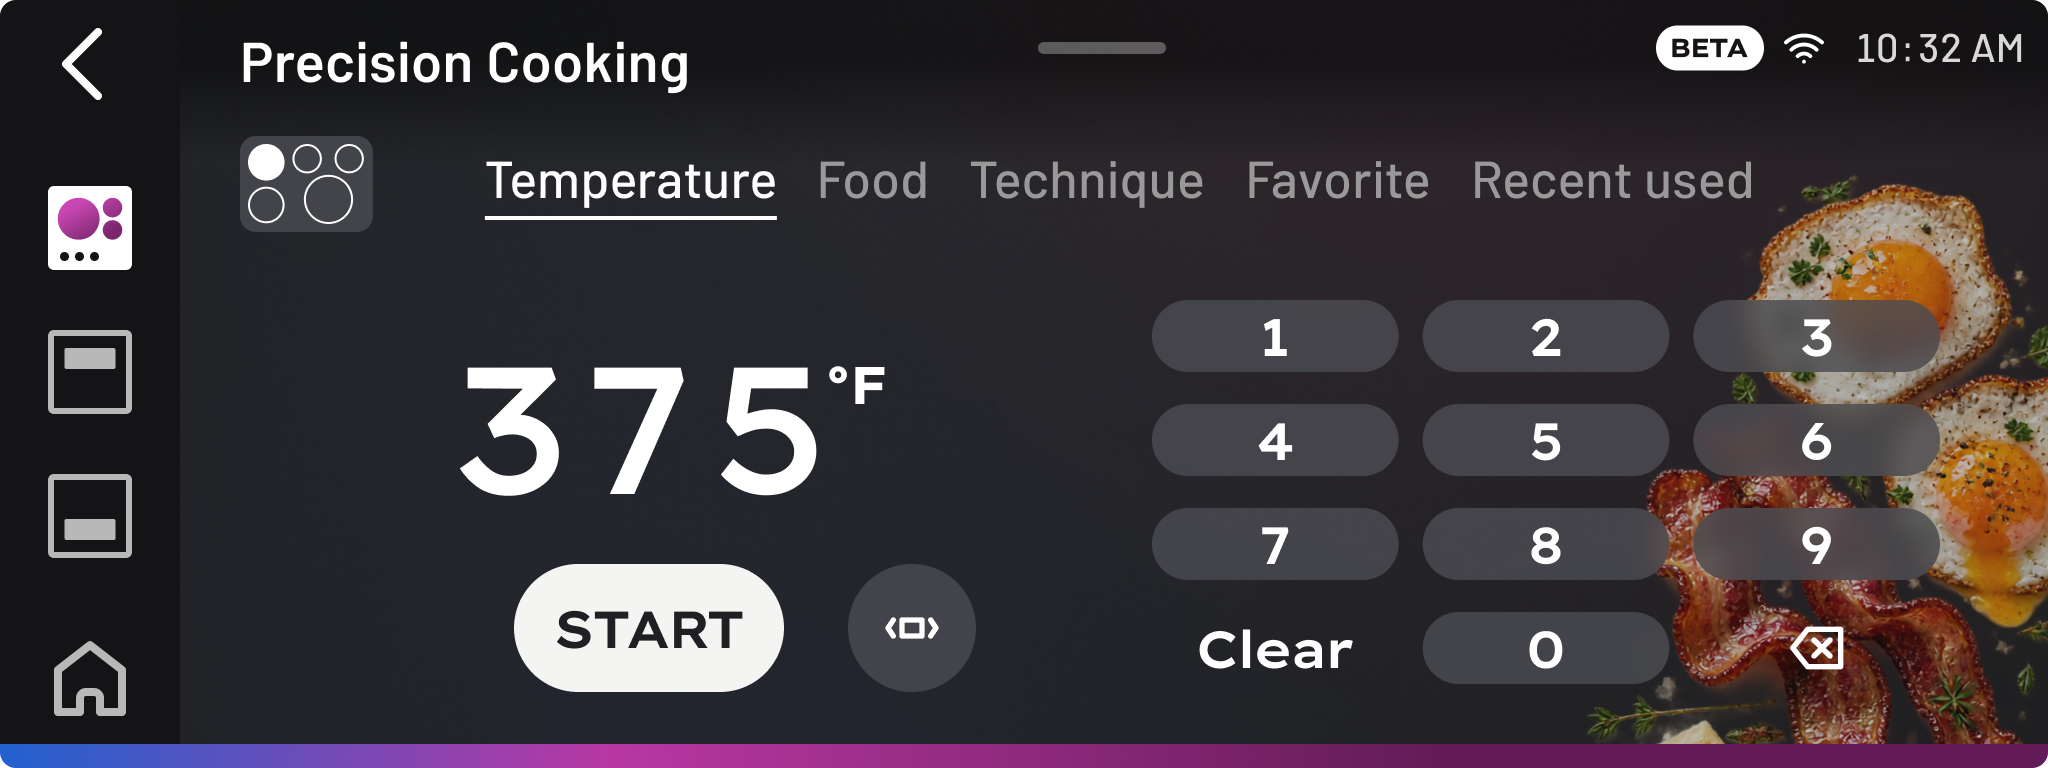 Precision Cooking
BETA 10:32 AM
Temperature Food Technique Favorite Recent used
375°F
START
1 2 3
4 5 6
7 8 9
Clear 0